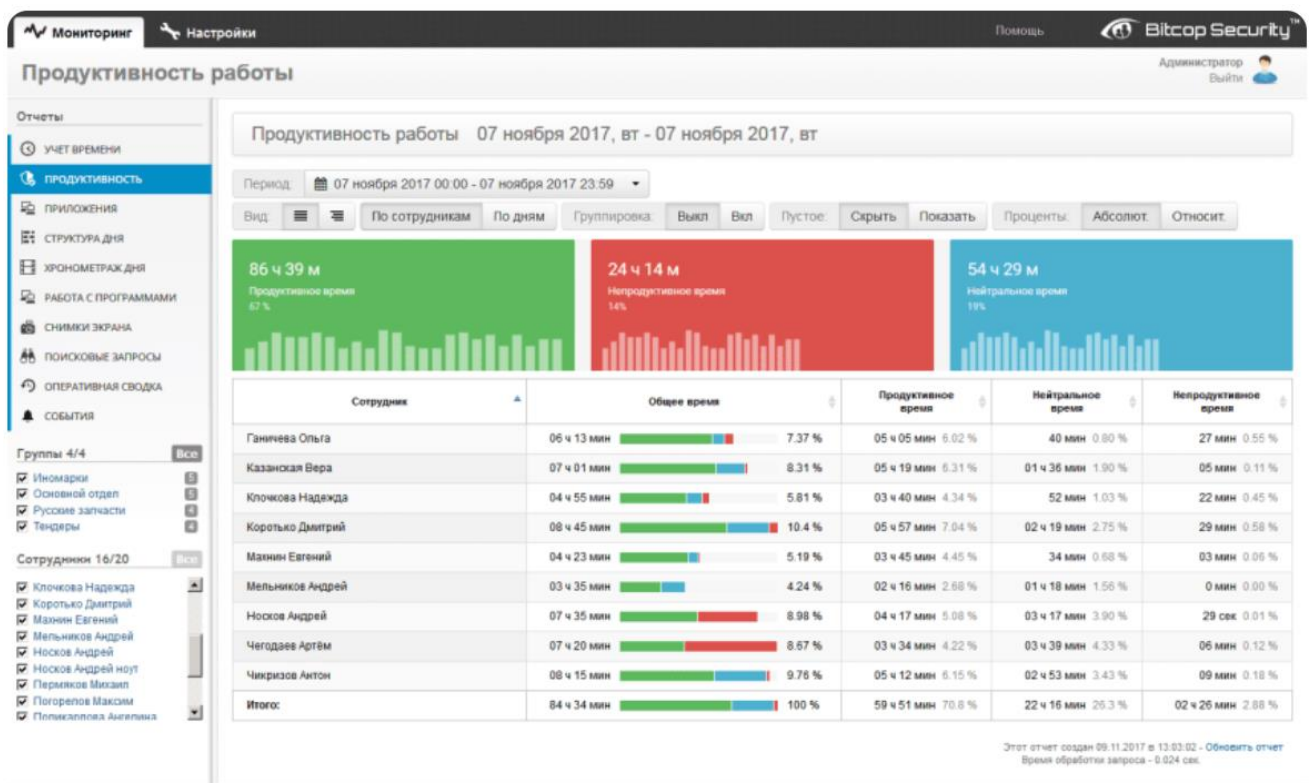 Мониторинг Настройки Помощь Bitcop Security™
Продуктивность работы Администратор
Выйти
Отчеты
УЧЕТ ВРЕМЕНИ
ПРОДУКТИВНОСТЬ
ПРИЛОЖЕНИЯ
СТРУКТУРА ДНЯ
ХРОНОМЕТРАЖ ДНЯ
РАБОТА С ПРОГРАММАМИ
СНИМКИ ЭКРАНА
ПОИСКОВЫЕ ЗАПРОСЫ
ОПЕРАТИВНАЯ СВОДКА
СОБЫТИЯ
Группы 4/4 Все
Иномарки 5
Основной отдел 5
Русские запчасти 4
Тендеры 4
Сотрудники 16/20 Все
Клочкова Надежда
Коротько Дмитрий
Махнин Евгений
Мельников Андрей
Носков Андрей
Носков Андрей ноут
Пермяков Михаил
Погорелов Максим
Поликарпова Ангелина
Продуктивность работы 07 ноября 2017, вт - 07 ноября 2017, вт
Период: 07 ноября 2017 00:00 - 07 ноября 2017 23:59
Вид: По сотрудникам По дням Группировка: Выкл Вкл Пустое: Скрыть Показать Проценты: Абсолют. Относит.
86 ч 39 м
Продуктивное время
67 %
24 ч 14 м
Непродуктивное время
14%
54 ч 29 м
Нейтральное время
19%
Сотрудник Общее время Продуктивное время Нейтральное время Непродуктивное время
Ганичева Ольга 06 ч 13 мин 7.37 % 05 ч 05 мин 6.02 % 40 мин 0.80 % 27 мин 0.55 %
Казанская Вера 07 ч 01 мин 8.31 % 05 ч 19 мин 6.31 % 01 ч 36 мин 1.90 % 05 мин 0.11 %
Клочкова Надежда 04 ч 55 мин 5.81 % 03 ч 40 мин 4.34 % 52 мин 1.03 % 22 мин 0.45 %
Коротько Дмитрий 08 ч 45 мин 10.4 % 05 ч 57 мин 7.04 % 02 ч 19 мин 2.75 % 29 мин 0.58 %
Махнин Евгений 04 ч 23 мин 5.19 % 03 ч 45 мин 4.45 % 34 мин 0.68 % 03 мин 0.06 %
Мельников Андрей 03 ч 35 мин 4.24 % 02 ч 16 мин 2.68 % 01 ч 18 мин 1.56 % 0 мин 0.00 %
Носков Андрей 07 ч 35 мин 8.98 % 04 ч 17 мин 5.08 % 03 ч 17 мин 3.90 % 29 сек 0.01 %
Чегодаев Артём 07 ч 20 мин 8.67 % 03 ч 34 мин 4.22 % 03 ч 39 мин 4.33 % 06 мин 0.12 %
Чикризов Антон 08 ч 15 мин 9.76 % 05 ч 12 мин 6.15 % 02 ч 53 мин 3.43 % 09 мин 0.18 %
Итого: 84 ч 34 мин 100 % 59 ч 51 мин 70.8 % 22 ч 16 мин 26.3 % 02 ч 26 мин 2.88 %
Этот отчет создан 09.11.2017 в 13:03:02 - Обновить отчет
Время обработки запроса - 0.024 сек.